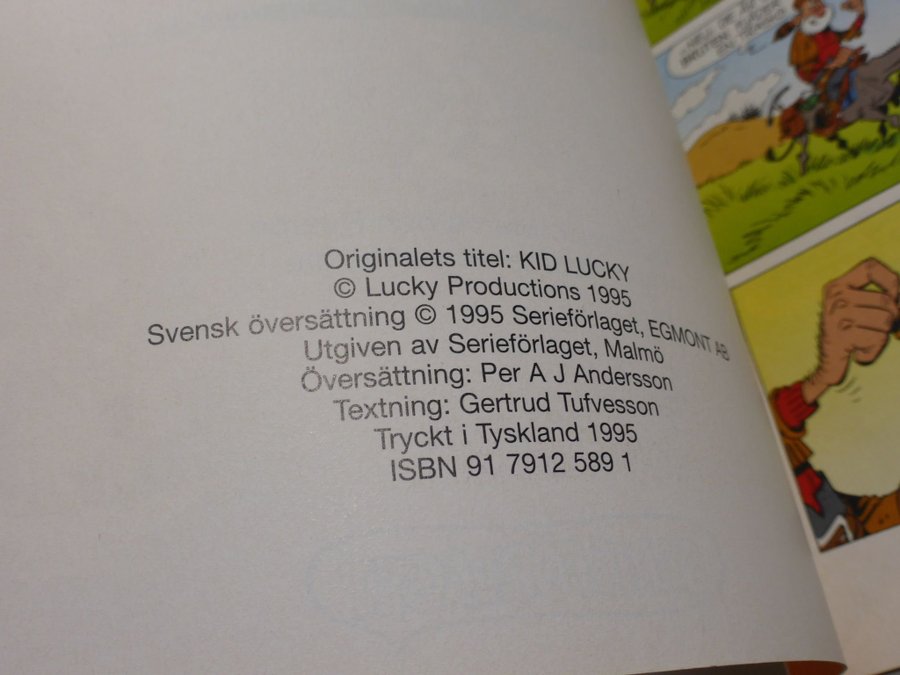 Originalets titel: KID LUCKY
© Lucky Productions 1995
Svensk översättning © 1995 Serieförlaget, EGMONT AB
Utgiven av Serieförlaget, Malmö
Översättning: Per A J Andersson
Textning: Gertrud Tufvesson
Tryckt i Tyskland 1995
ISBN 91 7912 589 1